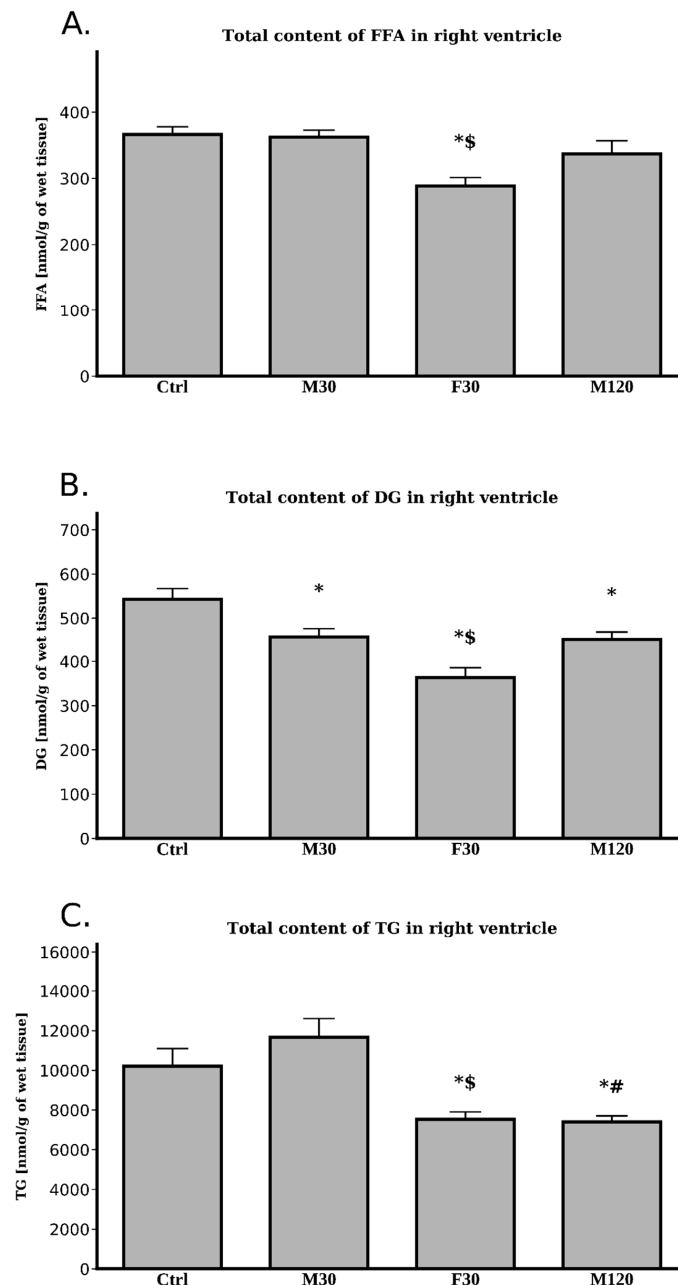 A.
Total content of FFA in right ventricle
FFA [nmol/g of wet tissue]
400
300
200
100
0
*$
Ctrl M30 F30 M120
B.
Total content of DG in right ventricle
DG [nmol/g of wet tissue]
700
600
500
400
300
200
100
0
* *$ *
Ctrl M30 F30 M120
C.
Total content of TG in right ventricle
TG [nmol/g of wet tissue]
16000
14000
12000
10000
8000
6000
4000
2000
0
*$ *#
Ctrl M30 F30 M120